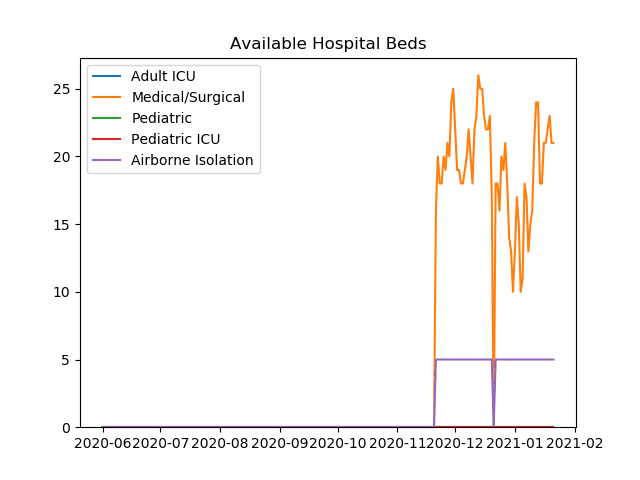 Available Hospital Beds
Adult ICU
Medical/Surgical
Pediatric
Pediatric ICU
Airborne Isolation
25
20
15
10
5
0
2020-06 2020-07 2020-08 2020-09 2020-10 2020-11 2020-12 2021-01 2021-02